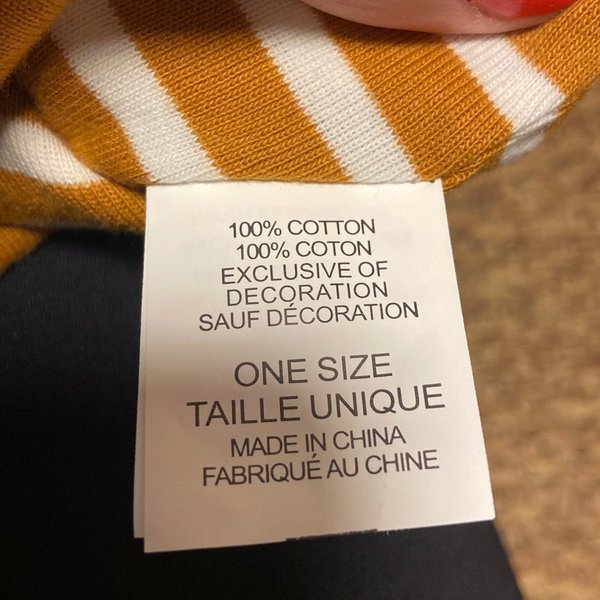 100% COTTON
100% COTON
EXCLUSIVE OF
DECORATION
SAUF DÉCORATION
ONE SIZE
TAILLE UNIQUE
MADE IN CHINA
FABRIQUÉ AU CHINE